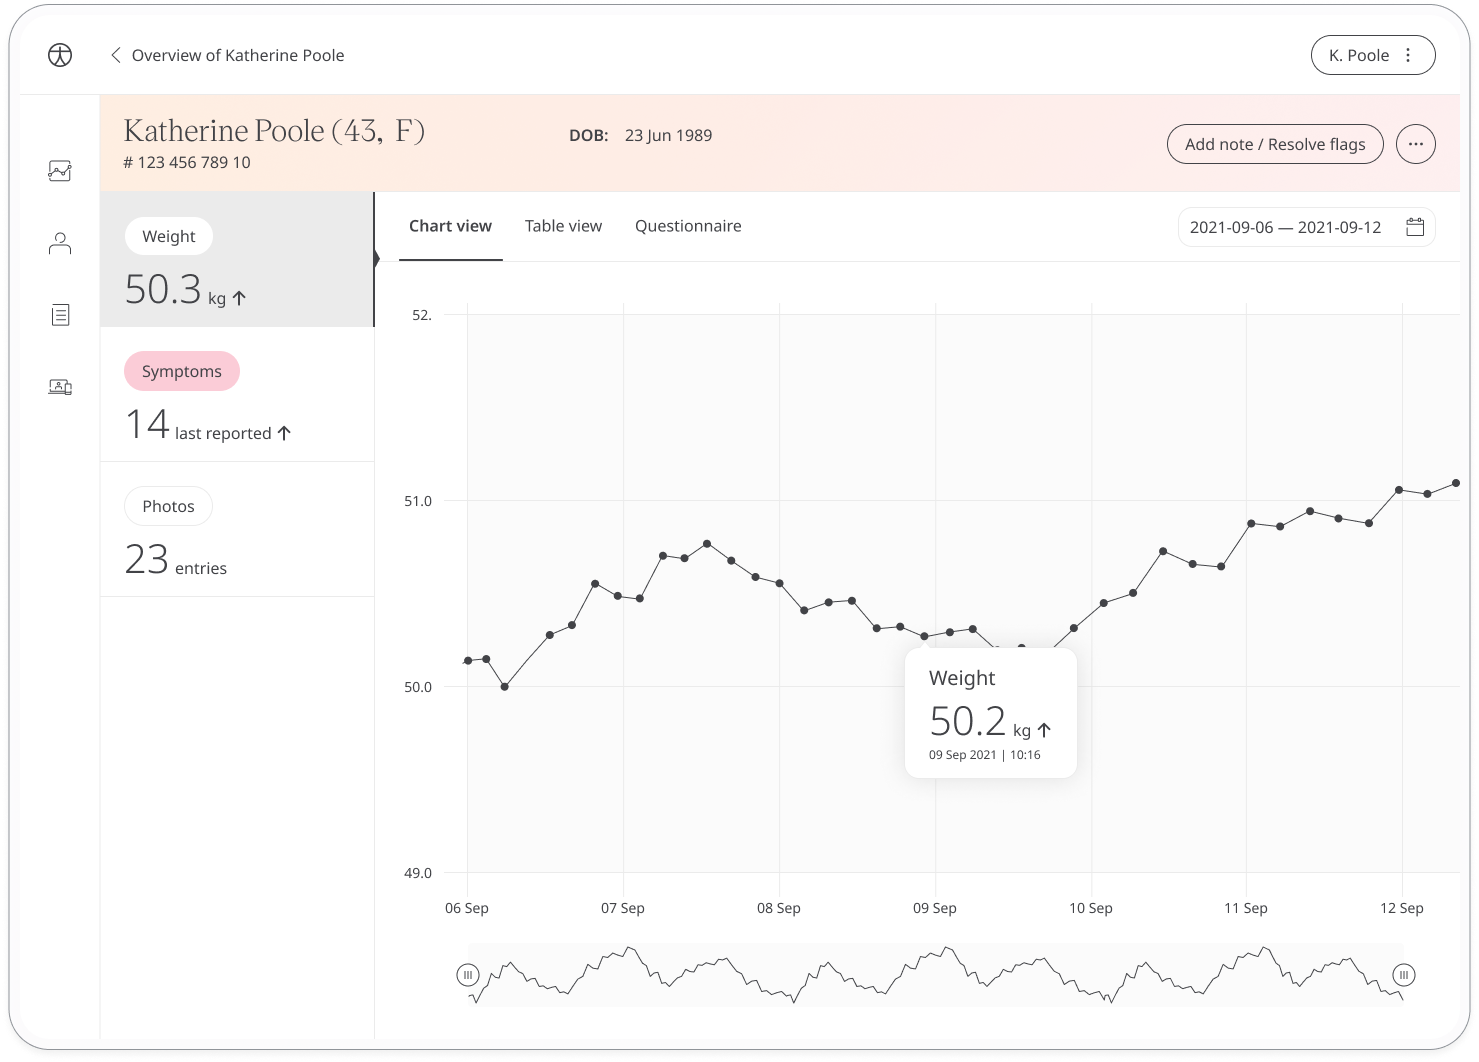 Overview of Katherine Poole
K. Poole
Katherine Poole (43, F)
DOB: 23 Jun 1989
# 123 456 789 10
Add note / Resolve flags
Weight
50.3 kg
Symptoms
14 last reported
Photos
23 entries
Chart view
Table view
Questionnaire
2021-09-06 — 2021-09-12
52.
51.0
50.0
49.0
Weight
50.2 kg
09 Sep 2021 | 10:16
06 Sep
07 Sep
08 Sep
09 Sep
10 Sep
11 Sep
12 Sep